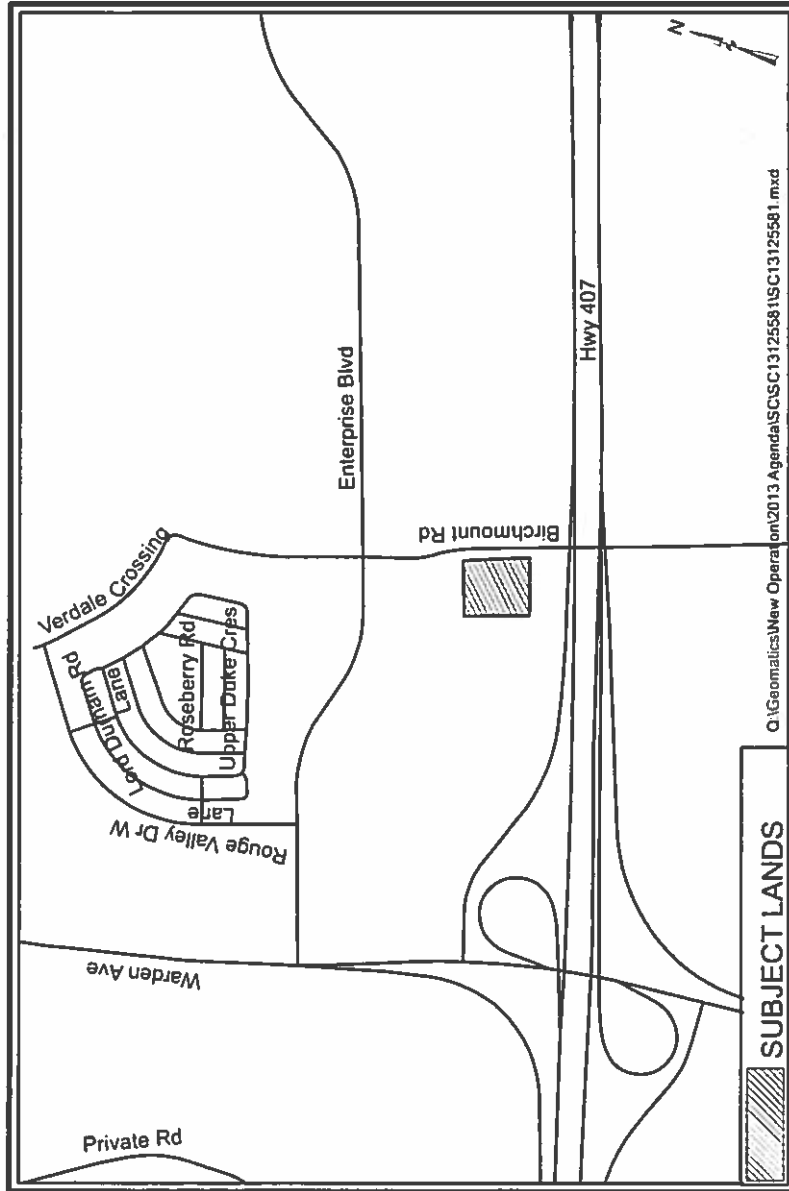 N
Verdale Crossing
Lord Durham Rd
Lane
Roseberry Rd
Upper Duke Cres
Lane
Rouge Valley Dr W
Enterprise Blvd
Warden Ave
Birchmount Rd
Hwy 407
Private Rd
SUBJECT LANDS
Q:\Geomatics\New Operation\2013 Agenda\SC\SC13125581\SC13125581.mxd